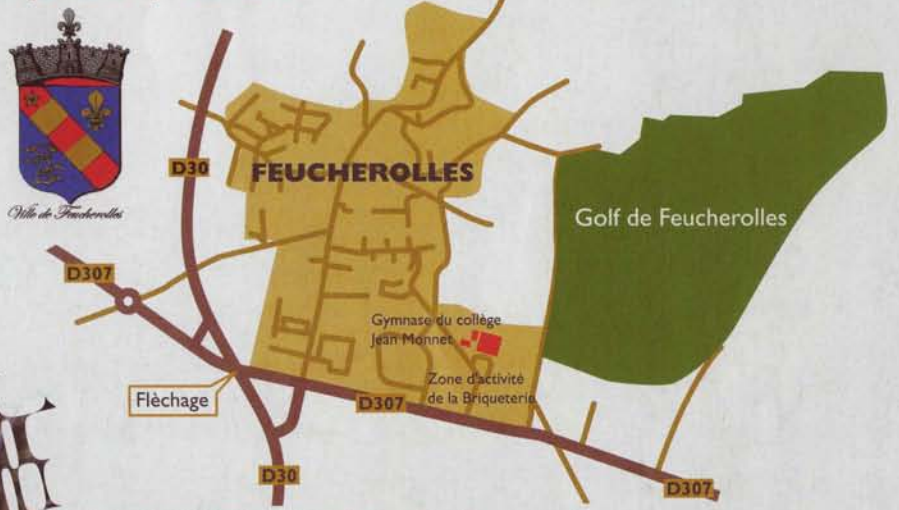 D30
FEUCHEROLLES
Ville de Feucherolles
Golf de Feucherolles
D307
Gymnase du collège
Jean Monnet
Zone d'activité
de la Briqueterie
Flèchage
D307
D30
D307